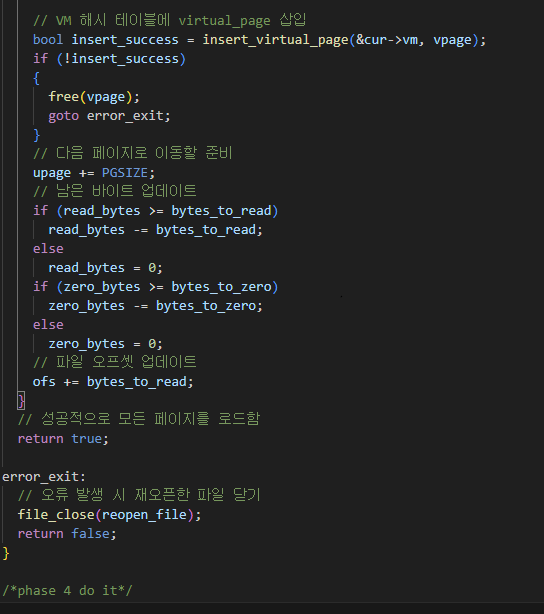 // VM 해시 테이블에 virtual_page 삽입
bool insert_success = insert_virtual_page(&cur->vm, vpage);
if (!insert_success)
{
free(vpage);
goto error_exit;
}
// 다음 페이지로 이동할 준비
upage += PGSIZE;
// 남은 바이트 업데이트
if (read_bytes >= bytes_to_read)
read_bytes -= bytes_to_read;
else
read_bytes = 0;
if (zero_bytes >= bytes_to_zero)
zero_bytes -= bytes_to_zero;
else
zero_bytes = 0;
// 파일 오프셋 업데이트
ofs += bytes_to_read;
}
// 성공적으로 모든 페이지를 로드함
return true;
error_exit:
// 오류 발생 시 재오픈한 파일 닫기
file_close(reopen_file);
return false;
}
/*phase 4 do it*/